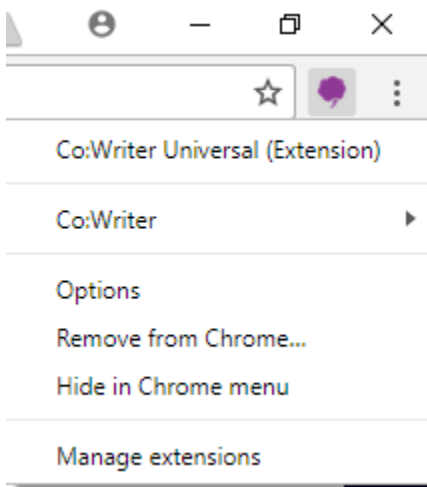 Co:Writer Universal (Extension)
Co:Writer
Options
Remove from Chrome...
Hide in Chrome menu
Manage extensions